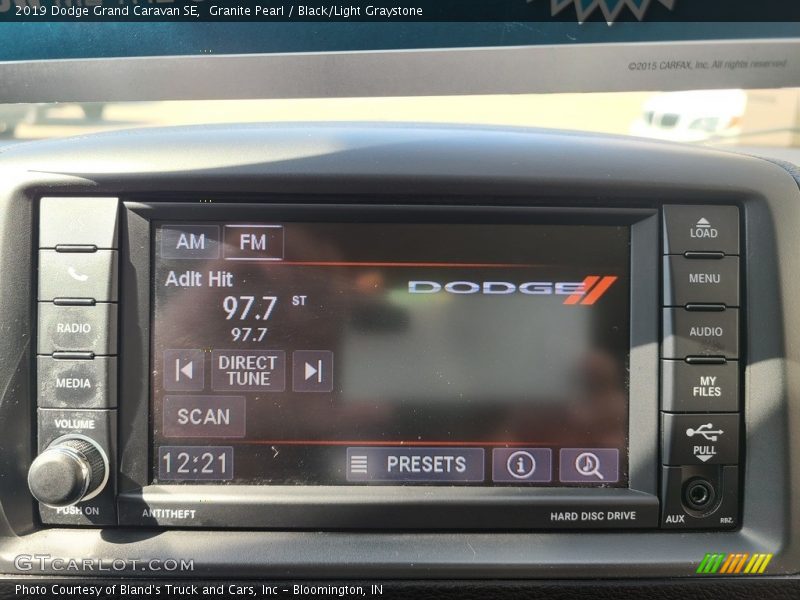 2019 Dodge Grand Caravan SE,  Granite Pearl / Black/Light Graystone
©2015 CARFAX, Inc. All rights reserved
AM FM
Adlt Hit
97.7 ST
97.7
DIRECT
TUNE
SCAN
12:21
PRESETS
DODGE
RADIO
MEDIA
VOLUME
PUSH ON
ANTITHEFT
HARD DISC DRIVE
LOAD
MENU
AUDIO
MY
FILES
PULL
AUX
RBZ
GTCARLOT.COM
Photo Courtesy of Bland's Truck and Cars, Inc - Bloomington, IN